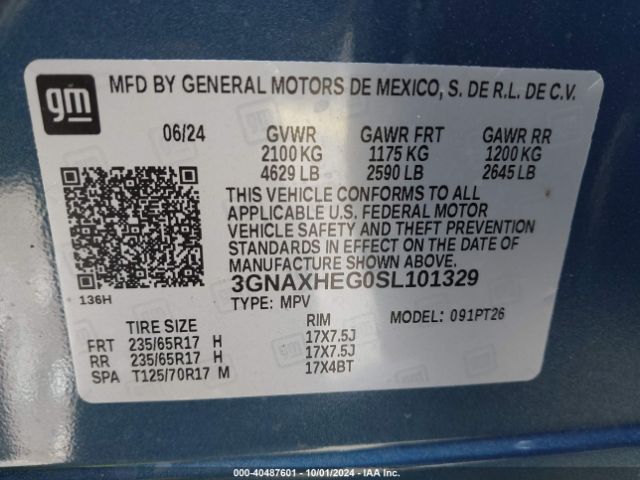 gm
MFD BY GENERAL MOTORS DE MEXICO, S. DE R.L. DE C.V.
06/24 GVWR GAWR FRT GAWR RR
2100 KG 1175 KG 1200 KG
4629 LB 2590 LB 2645 LB
THIS VEHICLE CONFORMS TO ALL
APPLICABLE U.S. FEDERAL MOTOR
VEHICLE SAFETY AND THEFT PREVENTION
STANDARDS IN EFFECT ON THE DATE OF
MANUFACTURE SHOWN ABOVE.
3GNAXHEG0SL101329
136H
TYPE: MPV
MODEL: 091PT26
TIRE SIZE RIM
FRT 235/65R17 H 17X7.5J
RR 235/65R17 H 17X7.5J
SPA T125/70R17 M 17X4BT
© 2 - 40487601 - 10/01/2024 - IAA Inc.